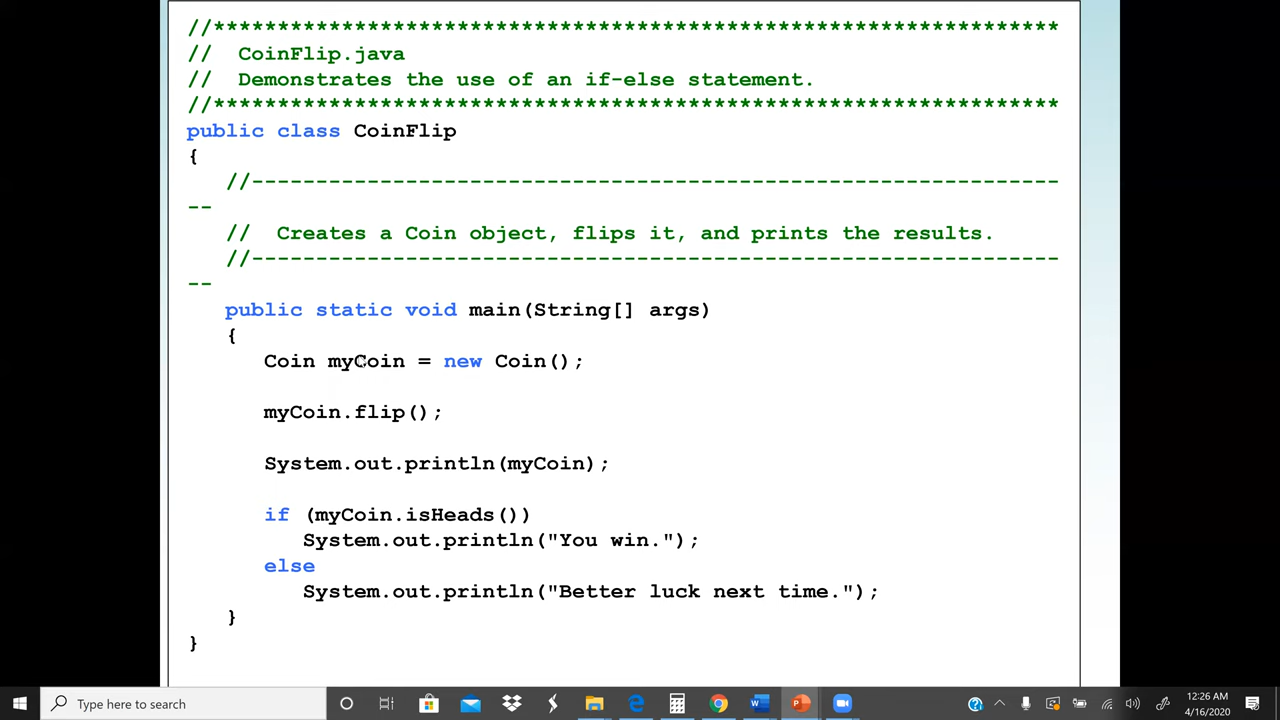 //******************************************************************
//  CoinFlip.java
//  Demonstrates the use of an if-else statement.
//******************************************************************
public class CoinFlip
{
   //---------------------------------------------------------------
--
   //  Creates a Coin object, flips it, and prints the results.
   //---------------------------------------------------------------
--
   public static void main(String[] args)
   {
      Coin myCoin = new Coin();
      myCoin.flip();
      System.out.println(myCoin);
      if (myCoin.isHeads())
         System.out.println("You win.");
      else
         System.out.println("Better luck next time.");
   }
}
Type here to search
12:26 AM
4/16/2020